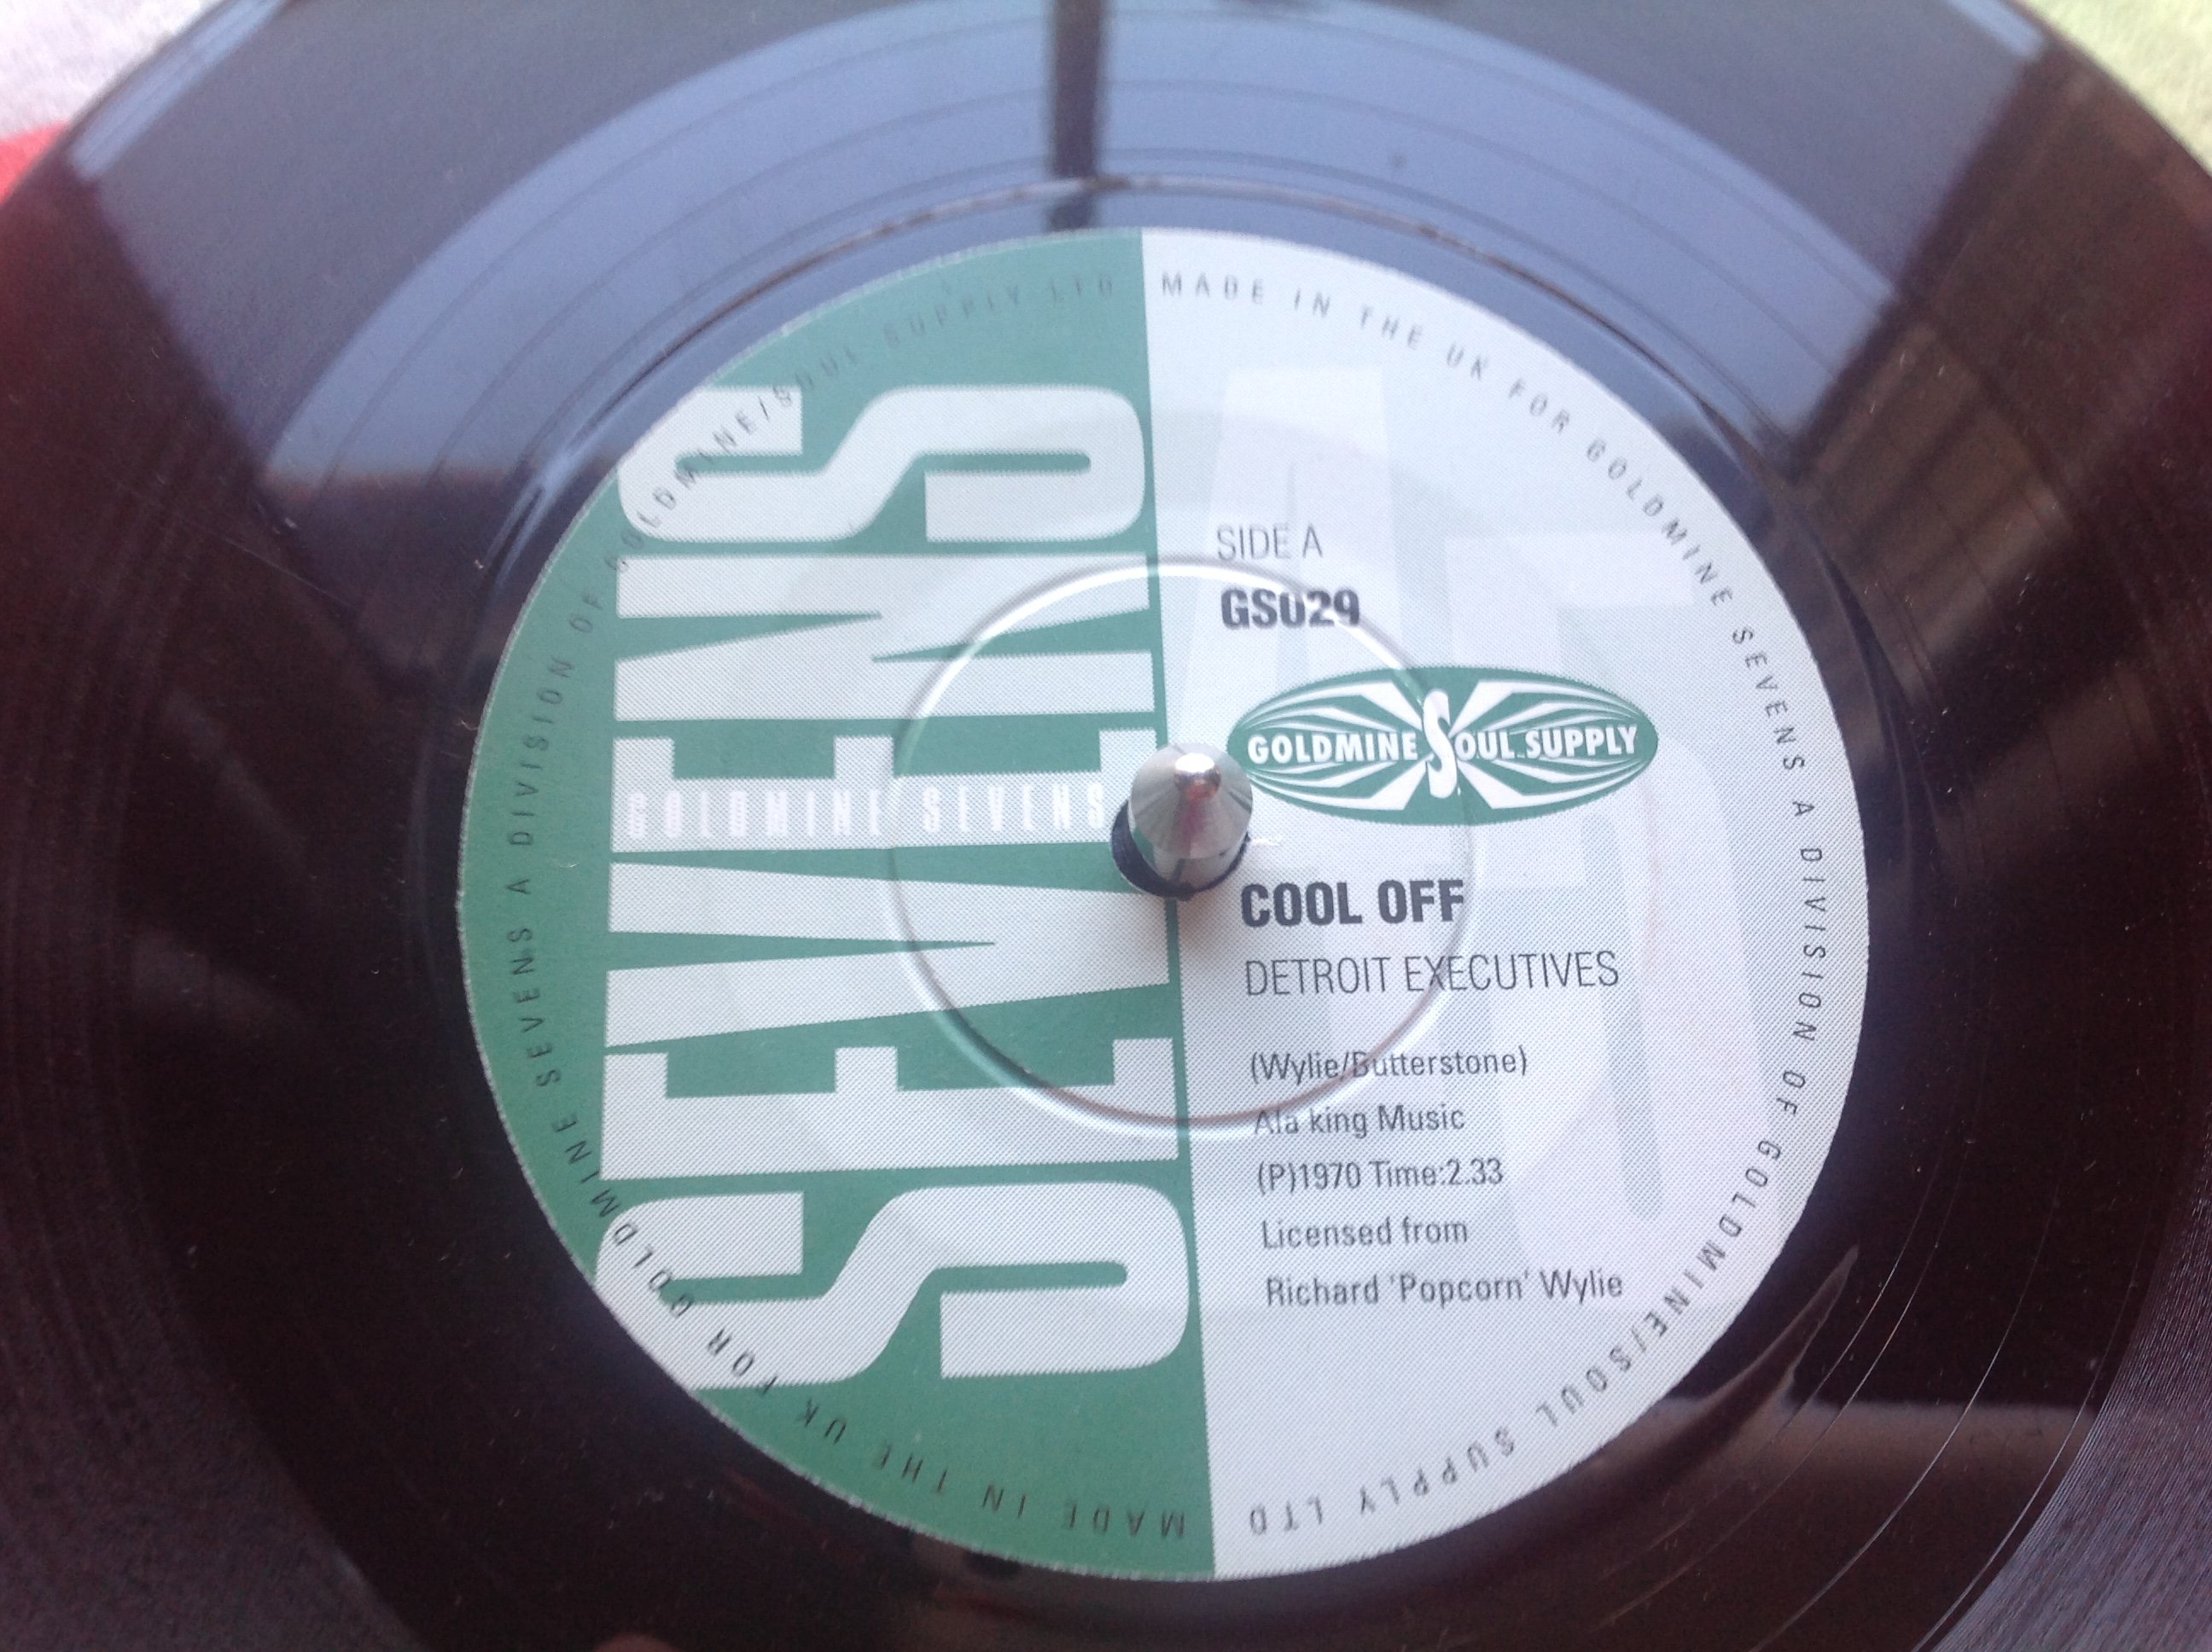 MADE IN THE UK FOR GOLDMINE SEVENS A DIVISION OF GOLDMINE/SOUL SUPPLY LTD
MADE IN THE UK FOR GOLDMINE SEVENS A DIVISION OF GOLDMINE/SOUL SUPPLY LTD
SEVENS
GOLDMINE SEVENS
SIDE A
GS029
GOLDMINE SOUL SUPPLY
COOL OFF
DETROIT EXECUTIVES
(Wylie/Butterstone)
Ala king Music
(P)1970 Time:2.33
Licensed from
Richard 'Popcorn' Wylie